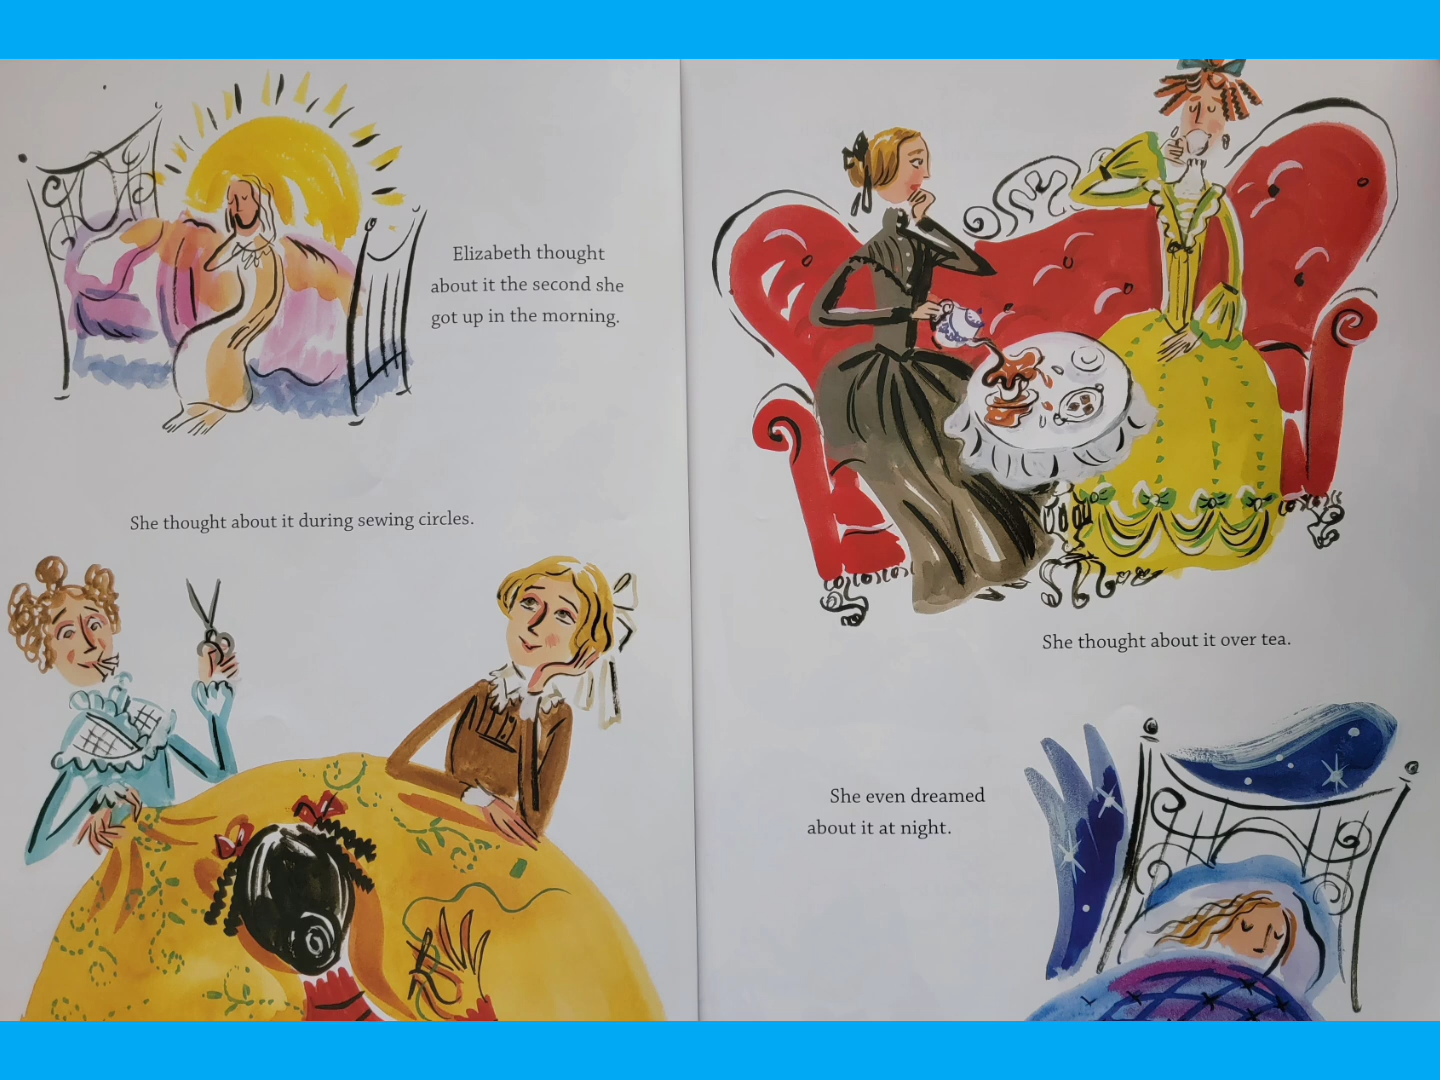 Elizabeth thought
about it the second she
got up in the morning.
She thought about it during sewing circles.
She thought about it over tea.
She even dreamed
about it at night.